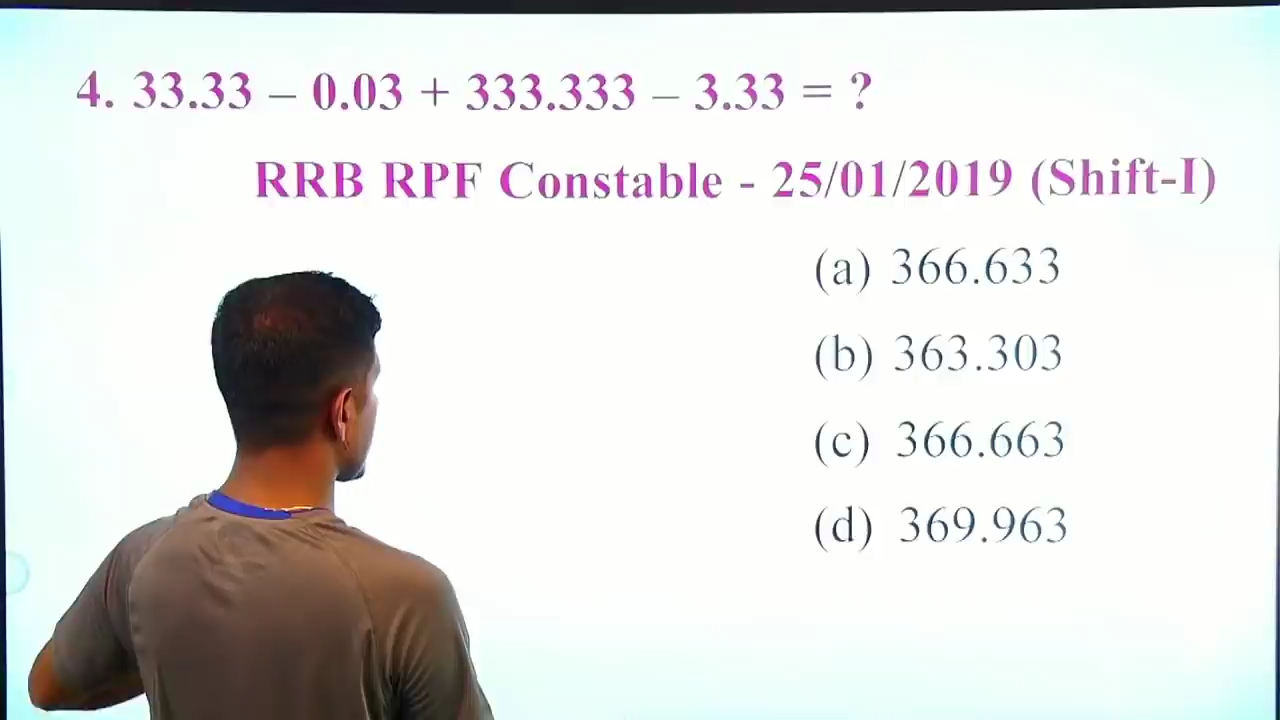 4. 33.33 – 0.03 + 333.333 – 3.33 = ?
RRB RPF Constable - 25/01/2019 (Shift-I)
(a) 366.633
(b) 363.303
(c) 366.663
(d) 369.963